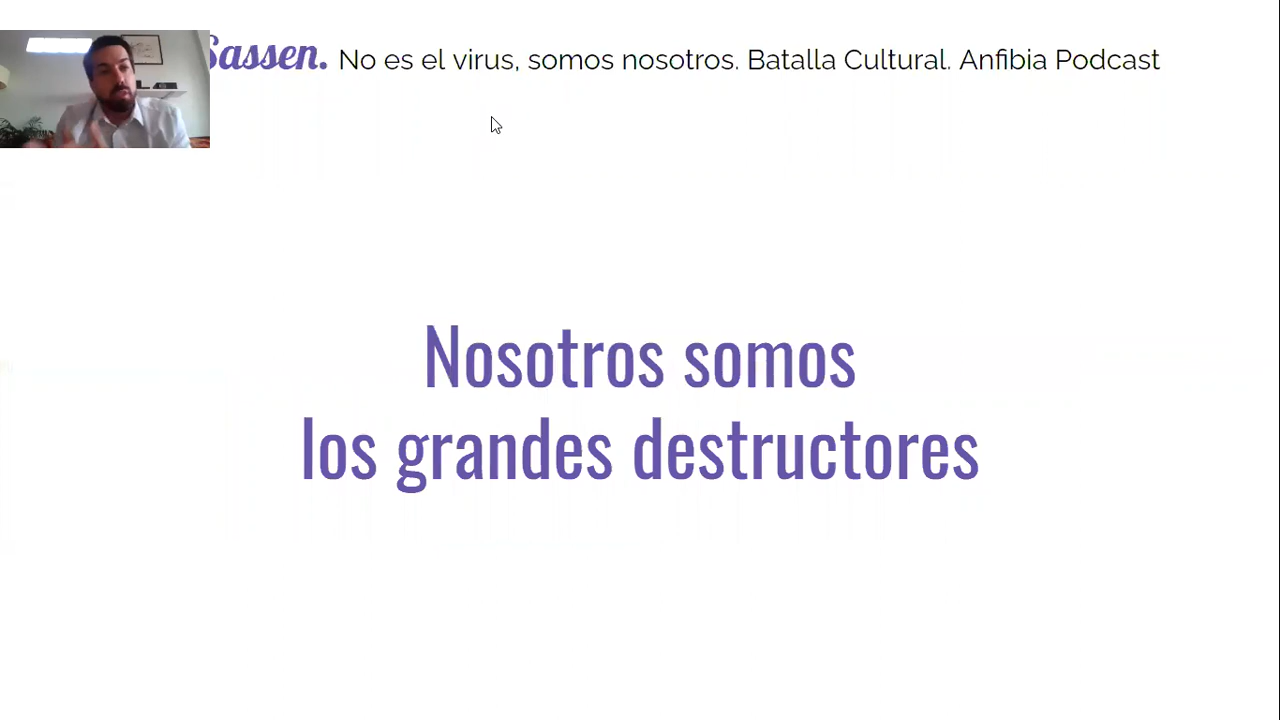 Sassen. No es el virus, somos nosotros. Batalla Cultural. Anfibia Podcast
Nosotros somos
los grandes destructores